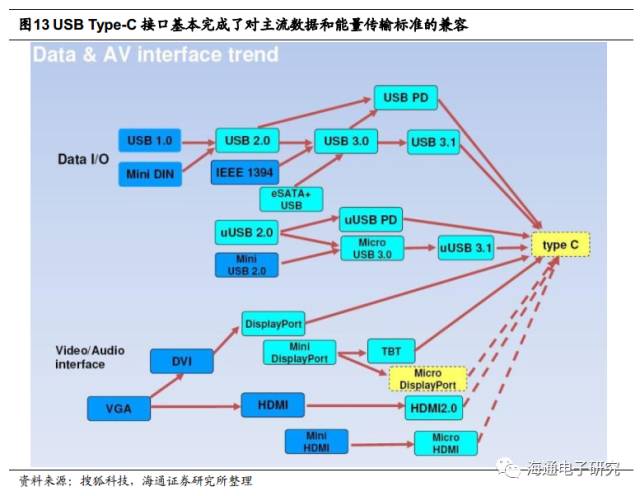 图13 USB Type-C 接口基本完成了对主流数据和能量传输标准的兼容
Data & AV interface trend
USB PD
USB 1.0
USB 2.0
USB 3.0
USB 3.1
Data I/O
Mini DIN
IEEE 1394
eSATA+
USB
uUSB PD
uUSB 2.0
Micro
USB 3.0
uUSB 3.1
type C
Mini
USB 2.0
DisplayPort
Mini
DisplayPort
TBT
Video/Audio
interface
DVI
Micro
DisplayPort
VGA
HDMI
HDMI2.0
Mini
HDMI
Micro
HDMI
海通电子研究
资料来源：搜狐科技，海通证券研究所整理